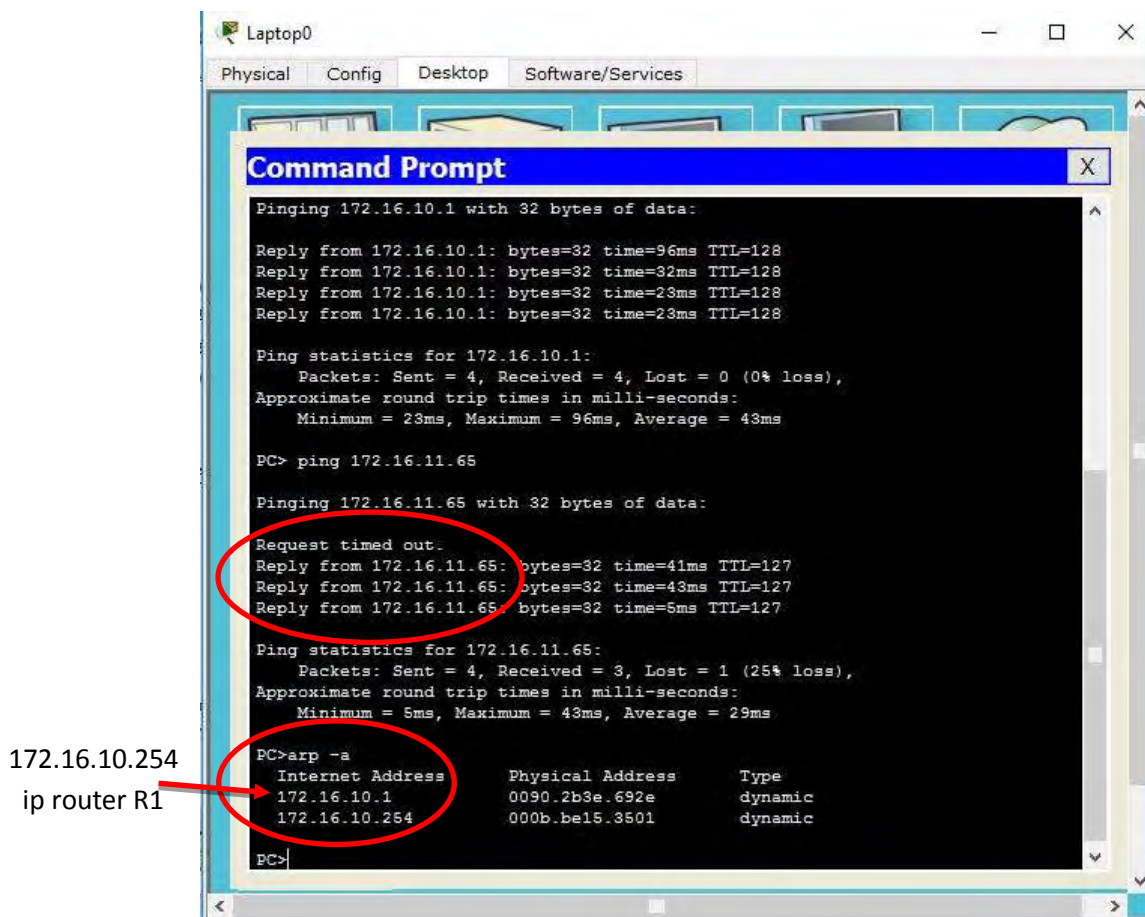 Laptop0
Physical Config Desktop Software/Services
Command Prompt X
Pinging 172.16.10.1 with 32 bytes of data:
Reply from 172.16.10.1: bytes=32 time=96ms TTL=128
Reply from 172.16.10.1: bytes=32 time=32ms TTL=128
Reply from 172.16.10.1: bytes=32 time=23ms TTL=128
Reply from 172.16.10.1: bytes=32 time=23ms TTL=128
Ping statistics for 172.16.10.1:
Packets: Sent = 4, Received = 4, Lost = 0 (0% loss),
Approximate round trip times in milli-seconds:
Minimum = 23ms, Maximum = 96ms, Average = 43ms
PC> ping 172.16.11.65
Pinging 172.16.11.65 with 32 bytes of data:
Request timed out.
Reply from 172.16.11.65: bytes=32 time=41ms TTL=127
Reply from 172.16.11.65: bytes=32 time=43ms TTL=127
Reply from 172.16.11.65: bytes=32 time=5ms TTL=127
Ping statistics for 172.16.11.65:
Packets: Sent = 4, Received = 3, Lost = 1 (25% loss),
Approximate round trip times in milli-seconds:
Minimum = 5ms, Maximum = 43ms, Average = 29ms
PC>arp -a
Internet Address Physical Address Type
172.16.10.1 0090.2b3e.692e dynamic
172.16.10.254 000b.be15.3501 dynamic
PC>
172.16.10.254
ip router R1